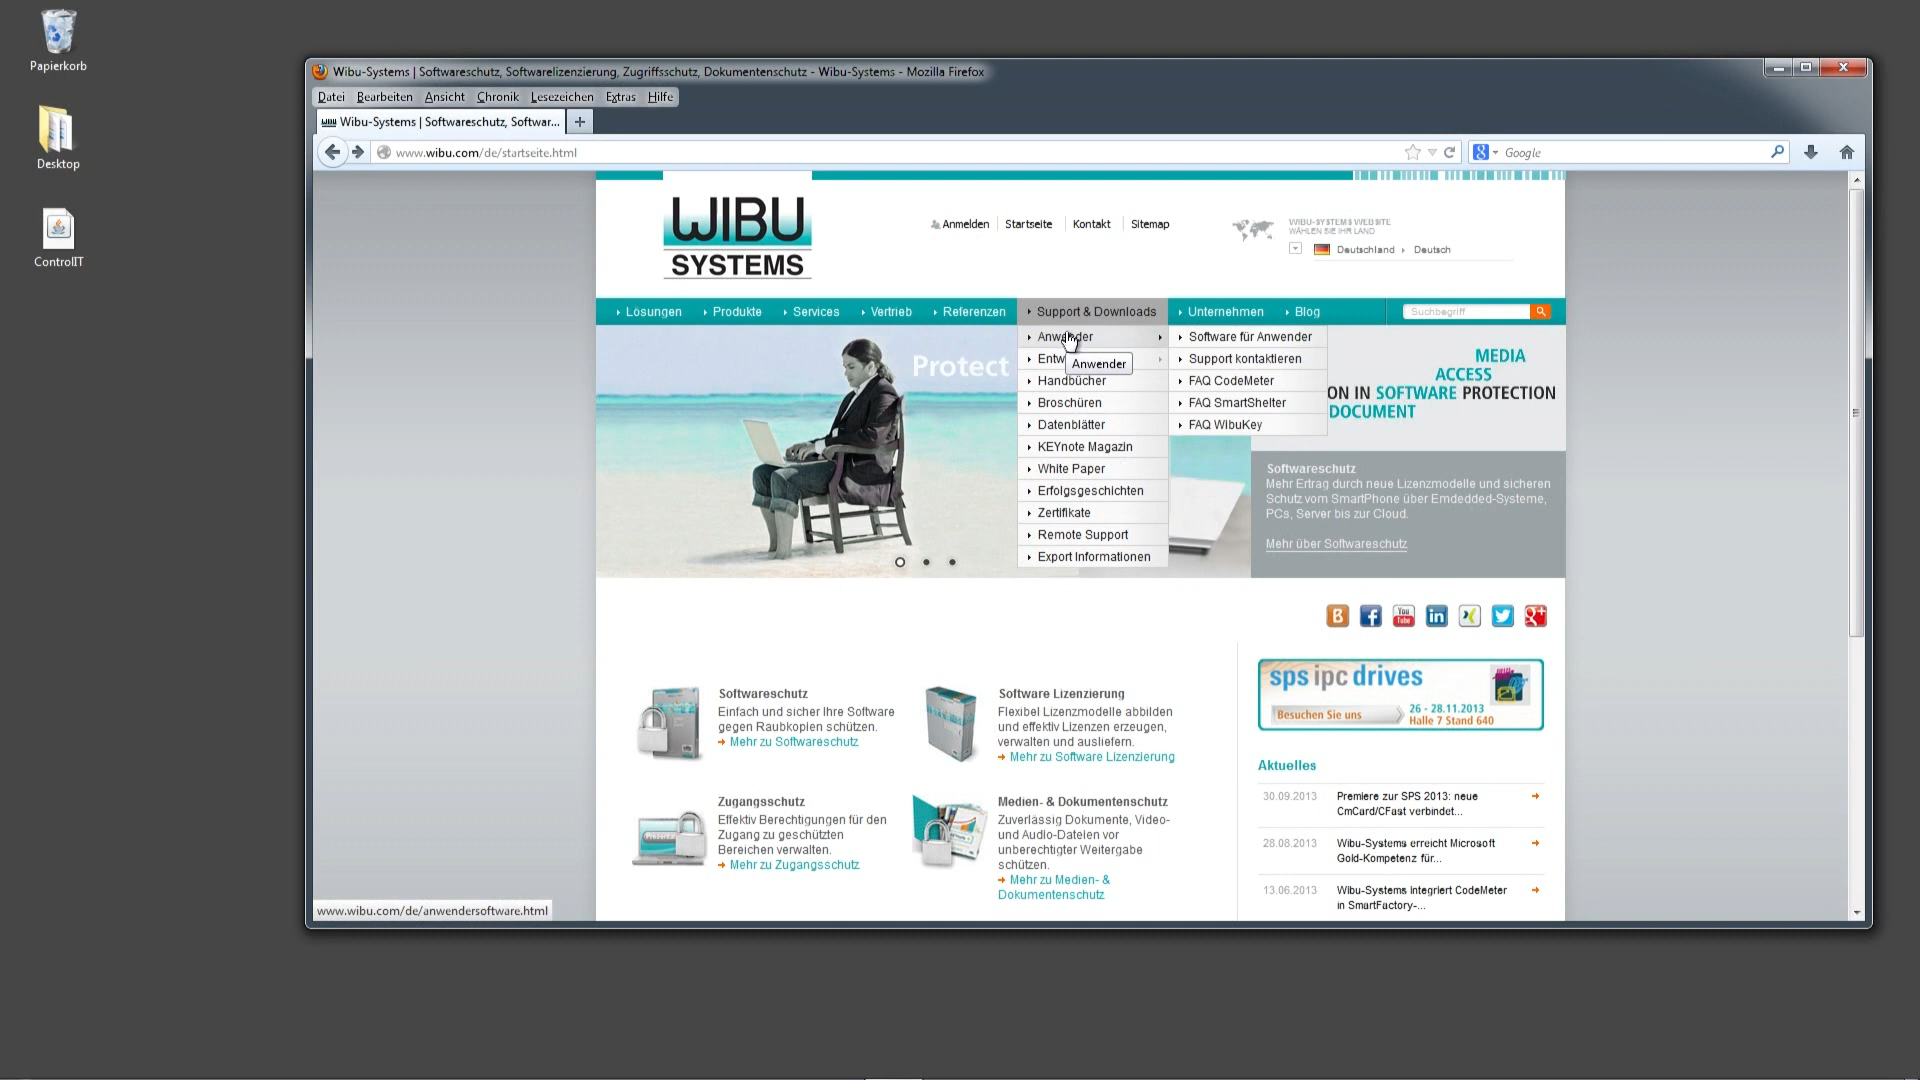 Papierkorb
Desktop
ControlIT
Wibu-Systems | Softwareschutz, Softwarelizenzierung, Zugriffsschutz, Dokumentenschutz - Wibu-Systems - Mozilla Firefox
Datei Bearbeiten Ansicht Chronik Lesezeichen Extras Hilfe
Wibu-Systems | Softwareschutz, Softwar...
www.wibu.com/de/startseite.html
Google
WIBU
SYSTEMS
Anmelden Startseite Kontakt Sitemap
WIBU-SYSTEMS WEBSITE
WÄHLEN SIE IHR LAND
Deutschland Deutsch
Lösungen Produkte Services Vertrieb Referenzen Support & Downloads Unternehmen Blog Suchbegriff
Anwender
Anwender
Handbücher
Broschüren
Datenblätter
KEYnote Magazin
White Paper
Erfolgsgeschichten
Zertifikate
Remote Support
Export Informationen
Software für Anwender
Support kontaktieren
FAQ CodeMeter
FAQ SmartShelter
FAQ WibuKey
Protect
MEDIA
ACCESS
ON IN SOFTWARE PROTECTION
DOCUMENT
Softwareschutz
Mehr Ertrag durch neue Lizenzmodelle und sicheren
Schutz vom SmartPhone über Emdedded-Systeme,
PCs, Server bis zur Cloud.
Mehr über Softwareschutz
Softwareschutz
Einfach und sicher Ihre Software
gegen Raubkopien schützen.
Mehr zu Softwareschutz
Software Lizenzierung
Flexibel Lizenzmodelle abbilden
und effektiv Lizenzen erzeugen,
verwalten und ausliefern.
Mehr zu Software Lizenzierung
Zugangsschutz
Effektiv Berechtigungen für den
Zugang zu geschützten
Bereichen verwalten.
Mehr zu Zugangsschutz
Medien- & Dokumentenschutz
Zuverlässig Dokumente, Video-
und Audio-Dateien vor
unberechtigter Weitergabe
schützen.
Mehr zu Medien- &
Dokumentenschutz
sps ipc drives
Besuchen Sie uns
26 - 28.11.2013
Halle 7 Stand 640
Aktuelles
30.09.2013 Premiere zur SPS 2013: neue
CmCard/CFast verbindet...
28.08.2013 Wibu-Systems erreicht Microsoft
Gold-Kompetenz für...
13.06.2013 Wibu-Systems integriert CodeMeter
in SmartFactory-...
www.wibu.com/de/anwendersoftware.html